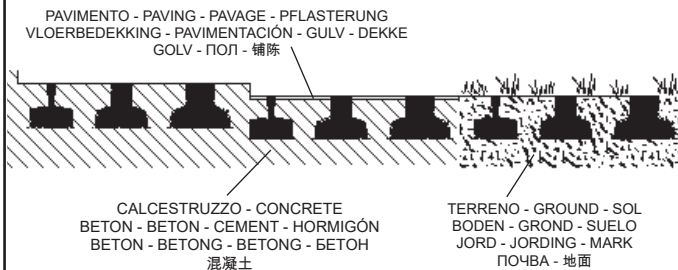 PAVIMENTO - PAVING - PAVAGE - PFLASTERUNG
VLOERBEDEKKING - PAVIMENTACIÓN - GULV - DEKKE
GOLV - ПОЛ - 铺陈
CALCESTRUZZO - CONCRETE
BETON - BETON - CEMENT - HORMIGÓN
BETON - BETONG - BETONG - БЕТОН
混凝土
TERRENO - GROUND - SOL
BODEN - GROND - SUELO
JORD - JORDING - MARK
ПОЧВА - 地面